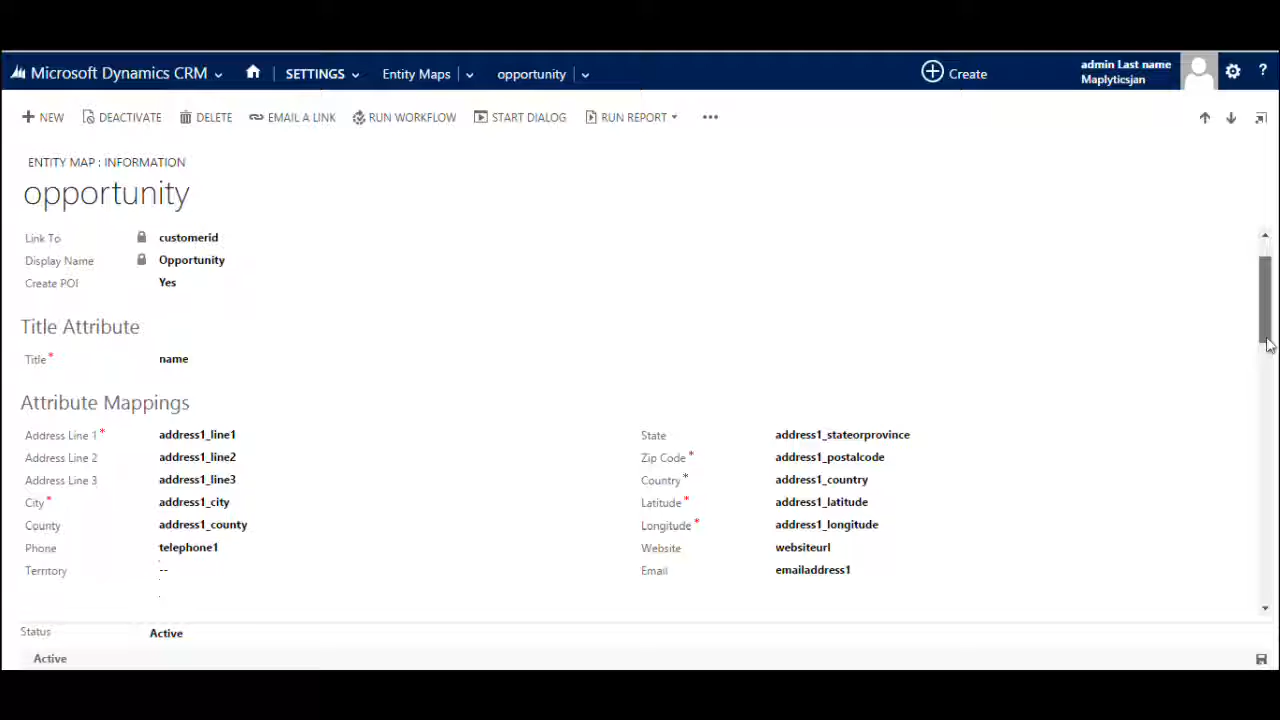 Microsoft Dynamics CRM SETTINGS Entity Maps opportunity Create admin Last name ?
Maplyticsjan
NEW DEACTIVATE DELETE EMAIL A LINK RUN WORKFLOW START DIALOG RUN REPORT •••
ENTITY MAP : INFORMATION
opportunity
Link To customerid
Display Name Opportunity
Create POI Yes
Title Attribute
Title* name
Attribute Mappings
Address Line 1* address1_line1 State address1_stateorprovince
Address Line 2 address1_line2 Zip Code* address1_postalcode
Address Line 3 address1_line3 Country* address1_country
City* address1_city Latitude* address1_latitude
County address1_county Longitude* address1_longitude
Phone telephone1 Website websiteurl
Territory -- Email emailaddress1
Status Active
Active